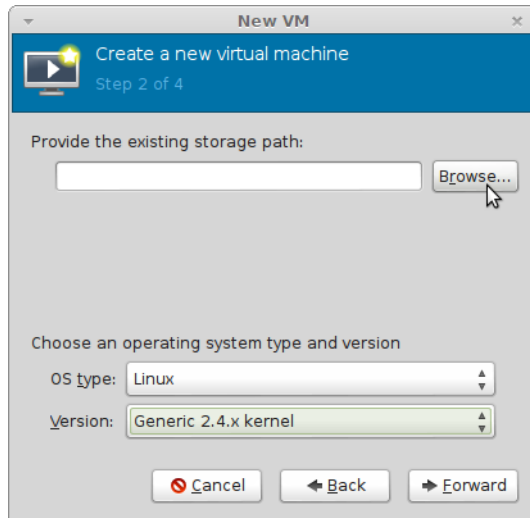 New VM
Create a new virtual machine
Step 2 of 4
Provide the existing storage path:
Browse...
Choose an operating system type and version
OS type: Linux
Version: Generic 2.4.x kernel
Cancel Back Forward